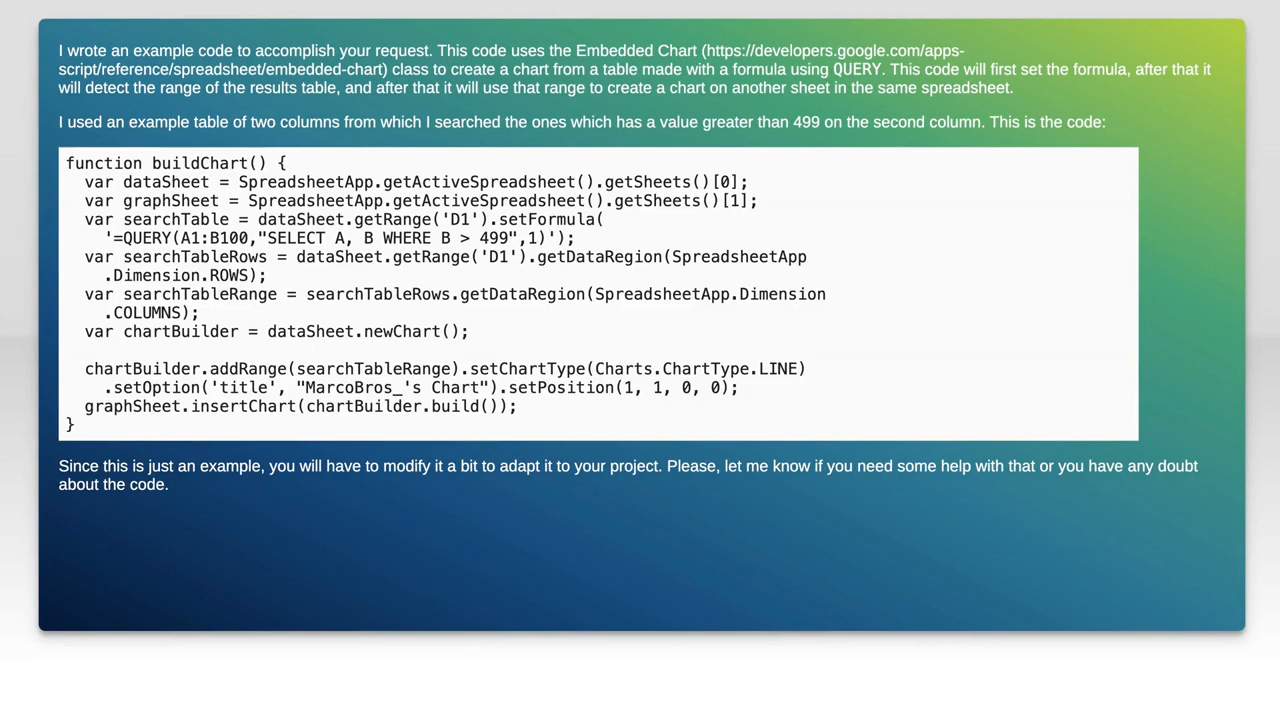 I wrote an example code to accomplish your request. This code uses the Embedded Chart (https://developers.google.com/apps-
script/reference/spreadsheet/embedded-chart) class to create a chart from a table made with a formula using QUERY. This code will first set the formula, after that it
will detect the range of the results table, and after that it will use that range to create a chart on another sheet in the same spreadsheet.
I used an example table of two columns from which I searched the ones which has a value greater than 499 on the second column. This is the code:
function buildChart() {
  var dataSheet = SpreadsheetApp.getActiveSpreadsheet().getSheets()[0];
  var graphSheet = SpreadsheetApp.getActiveSpreadsheet().getSheets()[1];
  var searchTable = dataSheet.getRange('D1').setFormula(
    '=QUERY(A1:B100,"SELECT A, B WHERE B > 499",1)');
  var searchTableRows = dataSheet.getRange('D1').getDataRegion(SpreadsheetApp
    .Dimension.ROWS);
  var searchTableRange = searchTableRows.getDataRegion(SpreadsheetApp.Dimension
    .COLUMNS);
  var chartBuilder = dataSheet.newChart();
  chartBuilder.addRange(searchTableRange).setChartType(Charts.ChartType.LINE)
    .setOption('title', "MarcoBros_'s Chart").setPosition(1, 1, 0, 0);
  graphSheet.insertChart(chartBuilder.build());
}
Since this is just an example, you will have to modify it a bit to adapt it to your project. Please, let me know if you need some help with that or you have any doubt
about the code.